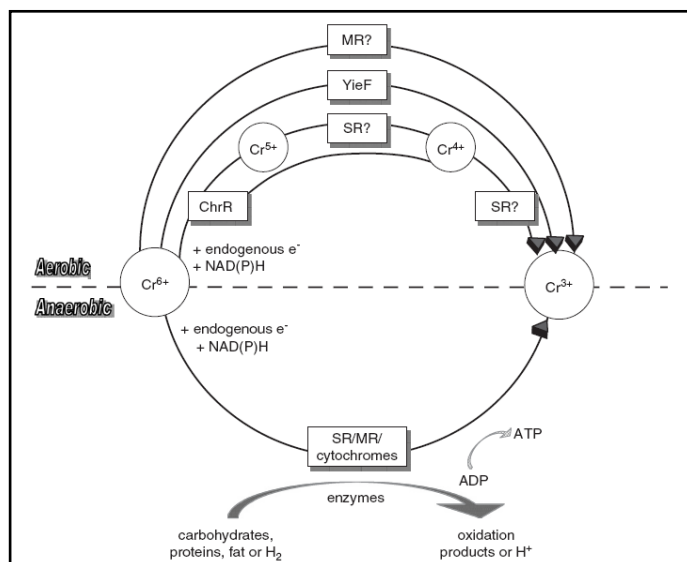 MR?
YieF
SR?
Cr⁵⁺
Cr⁴⁺
ChrR
SR?
+ endogenous e⁻
+ NAD(P)H
Aerobic
Cr⁶⁺
Cr³⁺
Anaerobic
+ endogenous e⁻
+ NAD(P)H
SR/MR/
cytochromes
ATP
ADP
enzymes
carbohydrates,
proteins, fat or H₂
oxidation
products or H⁺